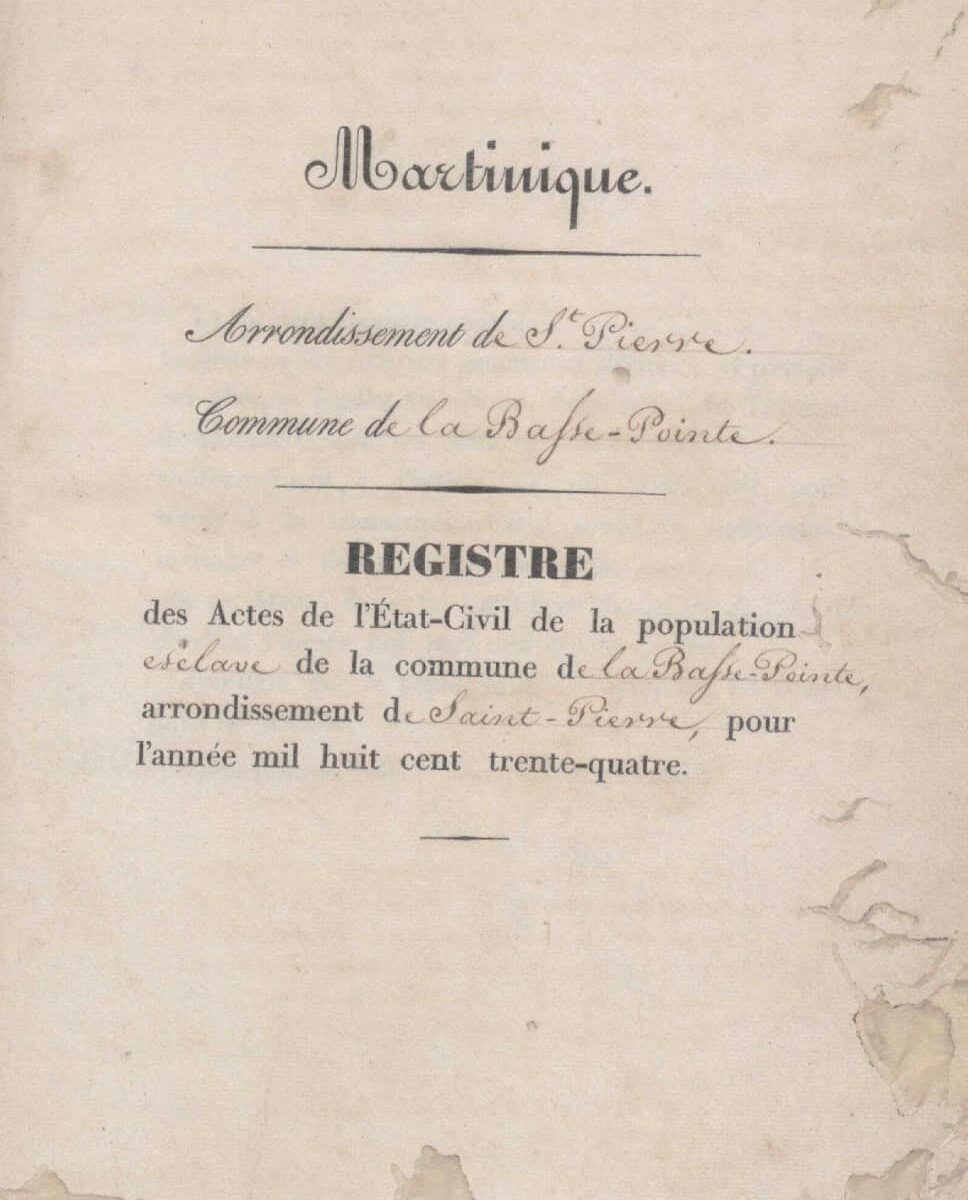 Martinique.
Arrondissement de S.t Pierre.
Commune de la Basse-Pointe.
REGISTRE
des Actes de l'État-Civil de la population
esclave de la commune de la Basse-Pointe,
arrondissement de Saint-Pierre, pour
l'année mil huit cent trente-quatre.